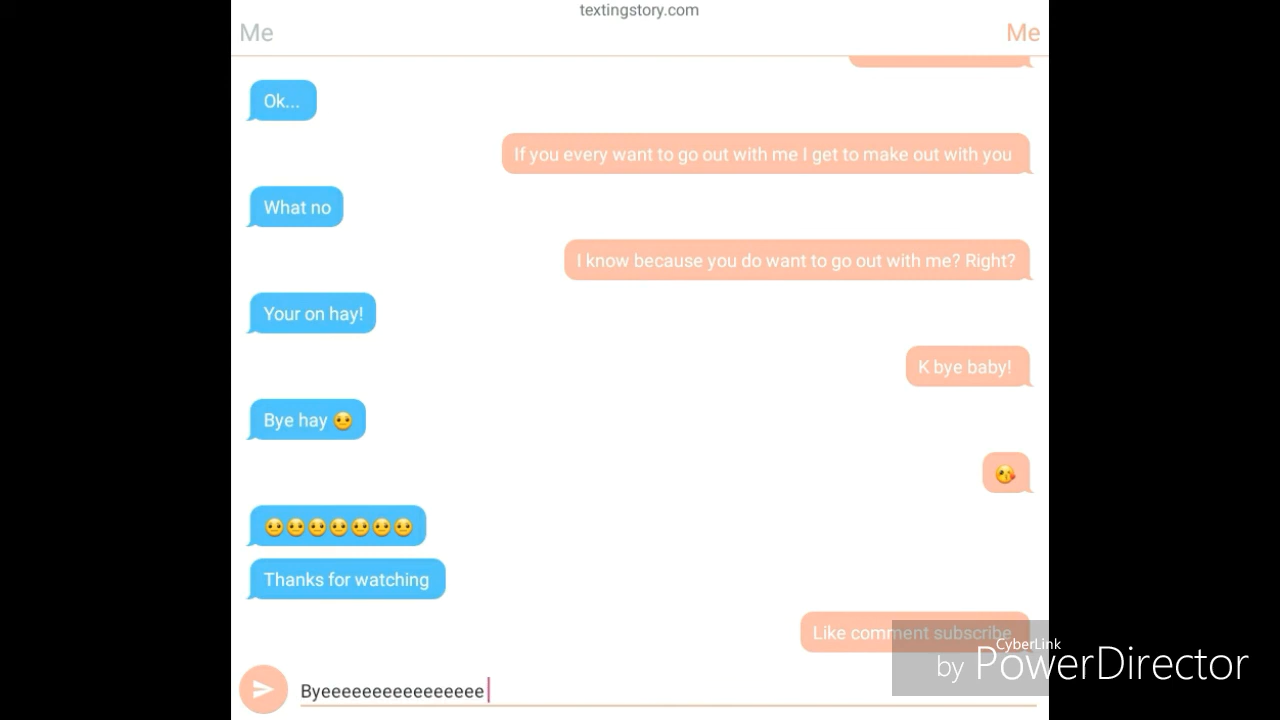 textingstory.com
Me
Me
Ok...
If you every want to go out with me I get to make out with you
What no
I know because you do want to go out with me? Right?
Your on hay!
K bye baby!
Bye hay 😐
😘
😐😐😐😐😐😐😐
Thanks for watching
Like comment subscribe
Byeeeeeeeeeeeeeeee
CyberLink
by PowerDirector